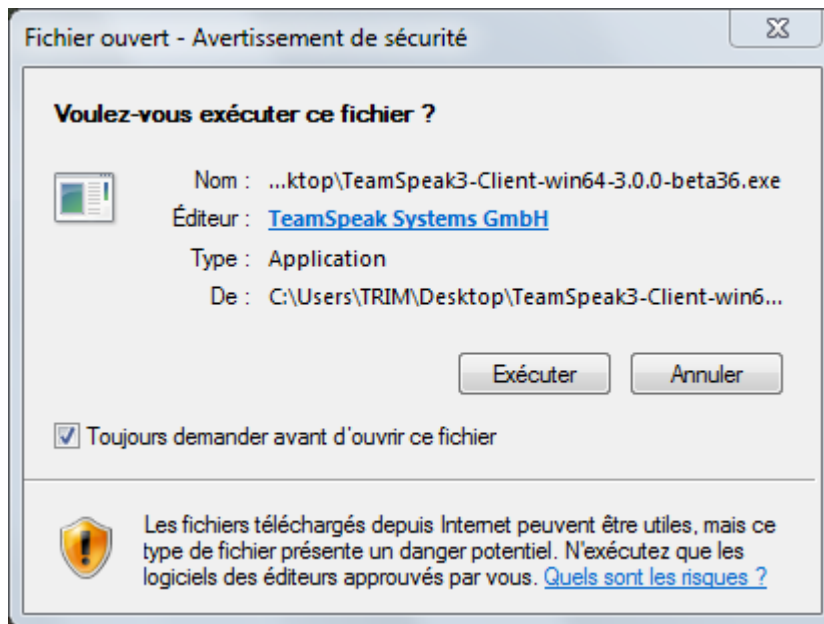 Fichier ouvert - Avertissement de sécurité
Voulez-vous exécuter ce fichier ?
Nom : ...ktop\TeamSpeak3-Client-win64-3.0.0-beta36.exe
Éditeur : TeamSpeak Systems GmbH
Type : Application
De : C:\Users\TRIM\Desktop\TeamSpeak3-Client-win6...
Exécuter Annuler
Toujours demander avant d'ouvrir ce fichier
Les fichiers téléchargés depuis Internet peuvent être utiles, mais ce
type de fichier présente un danger potentiel. N'exécutez que les
logiciels des éditeurs approuvés par vous. Quels sont les risques ?